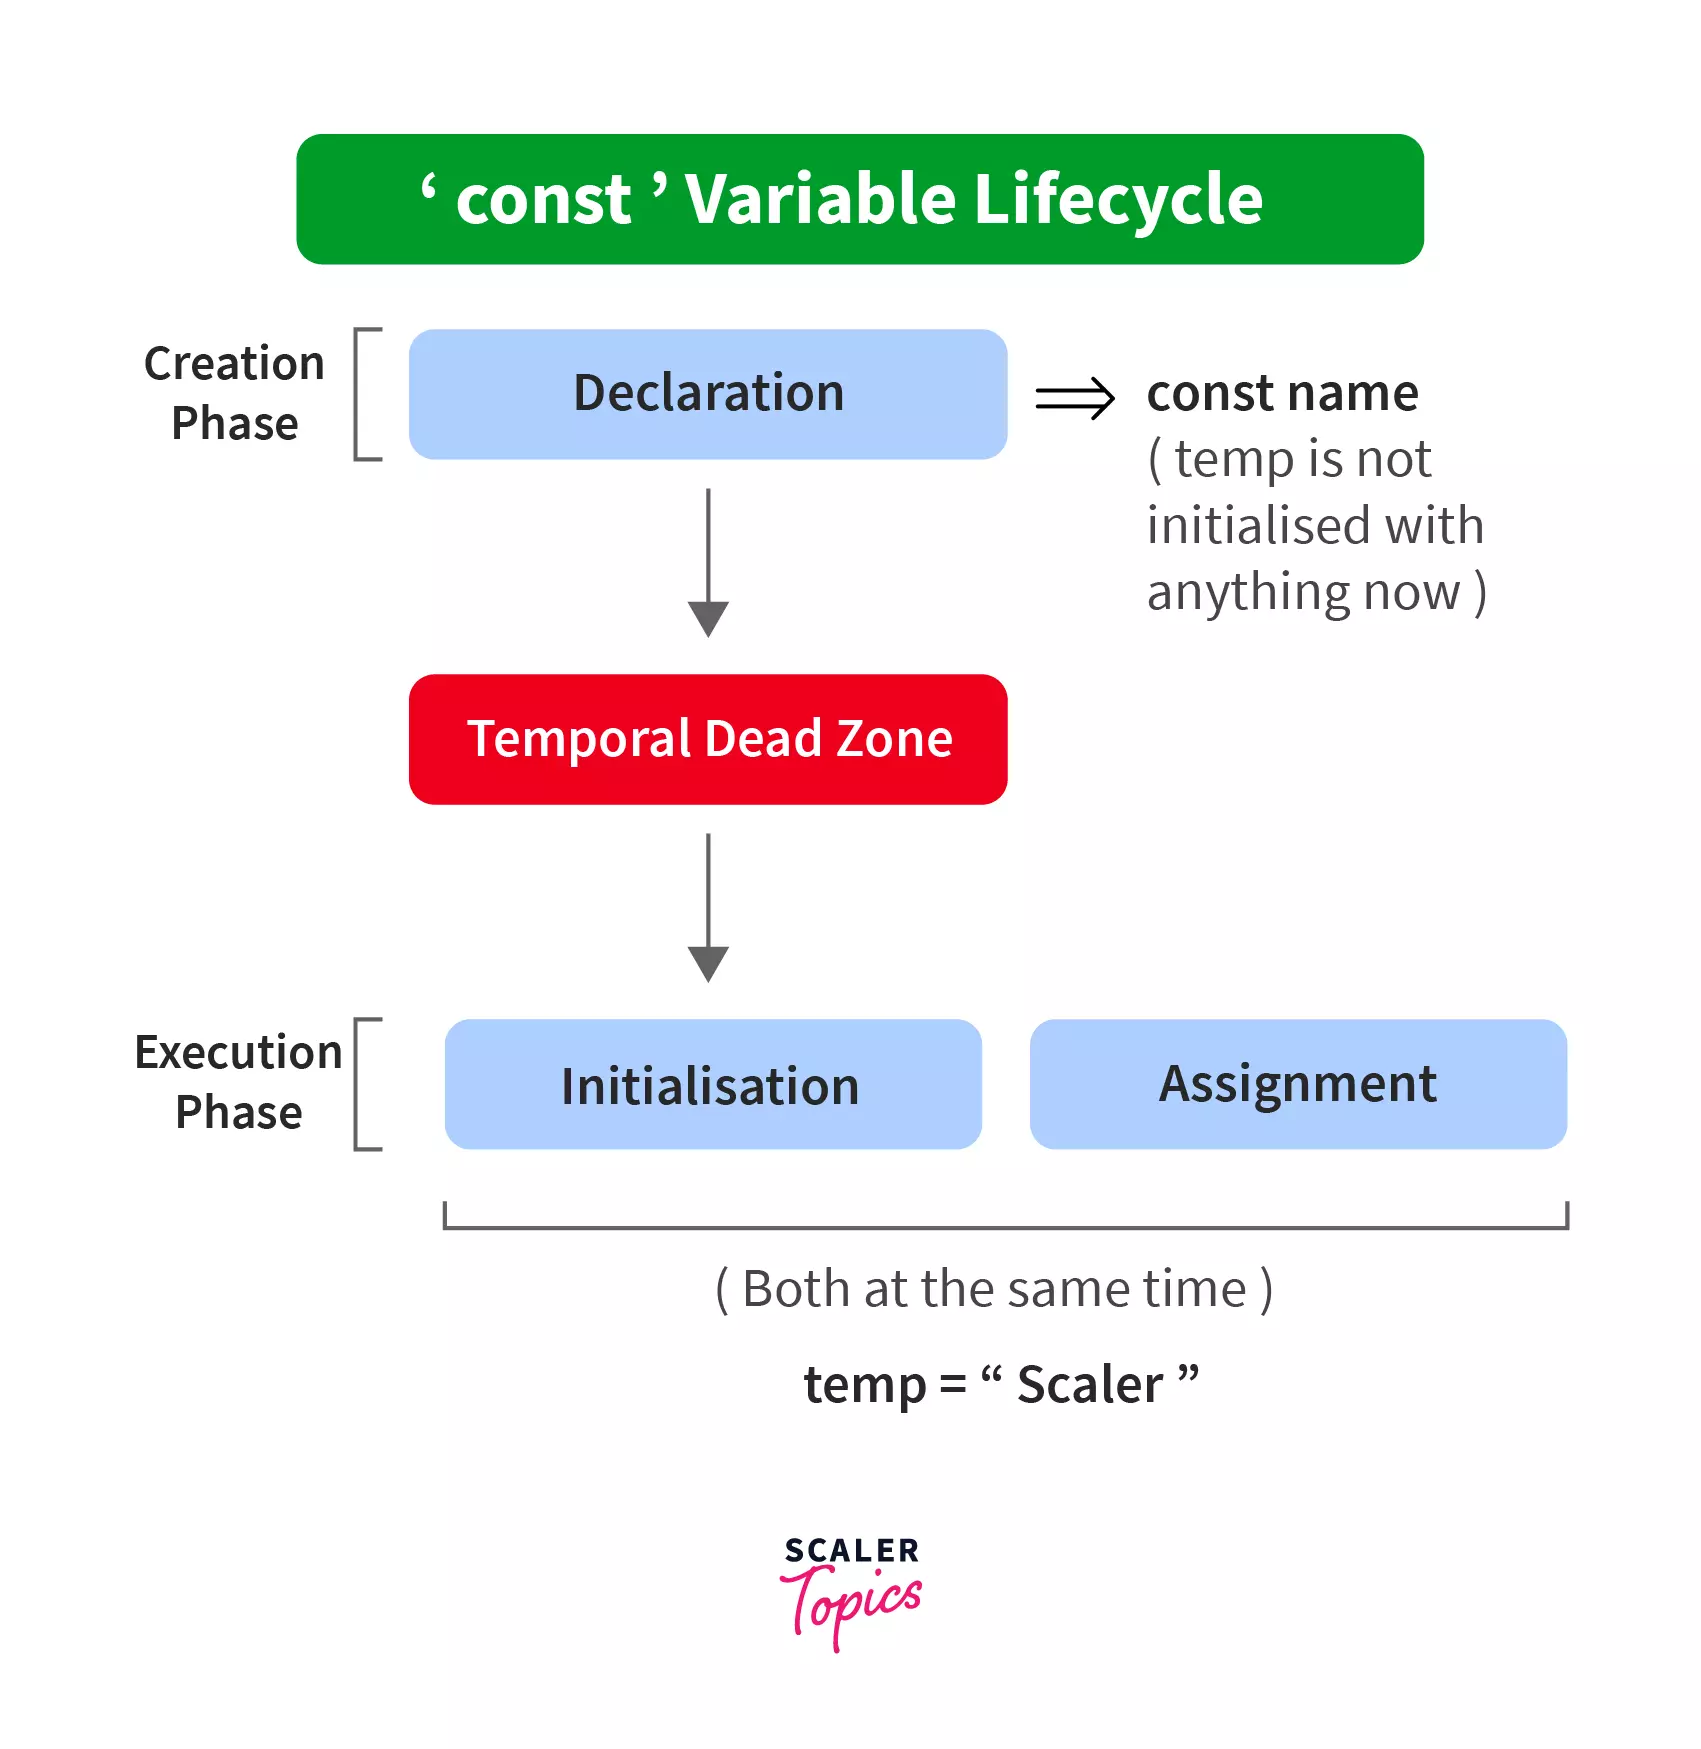 ‘ const ’ Variable Lifecycle
Creation
Phase
Declaration
const name
( temp is not
initialised with
anything now )
Temporal Dead Zone
Execution
Phase
Initialisation
Assignment
( Both at the same time )
temp = “ Scaler ”
SCALER
Topics